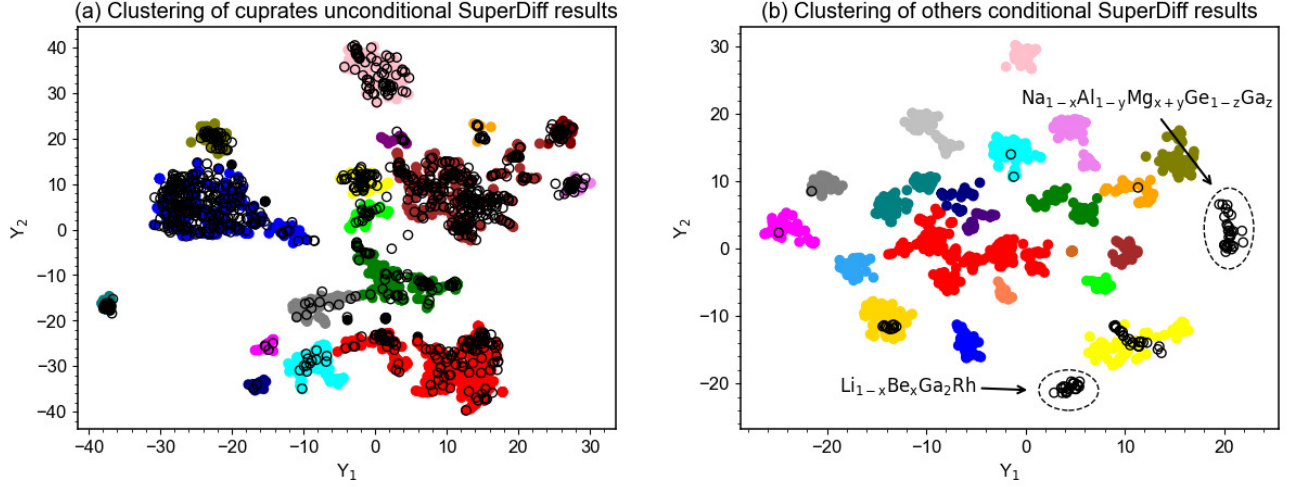 (a) Clustering of cuprates unconditional SuperDiff results
40
30
20
10
0
−10
−20
−30
−40
Y₂
−40 −30 −20 −10 0 10 20 30
Y₁
(b) Clustering of others conditional SuperDiff results
30
20
10
0
−10
−20
Y₂
Na₁₋ₓAl₁₋yMgₓ₊yGe₁₋zGaz
Li₁₋ₓBeₓGa₂Rh
−20 −10 0 10 20
Y₁